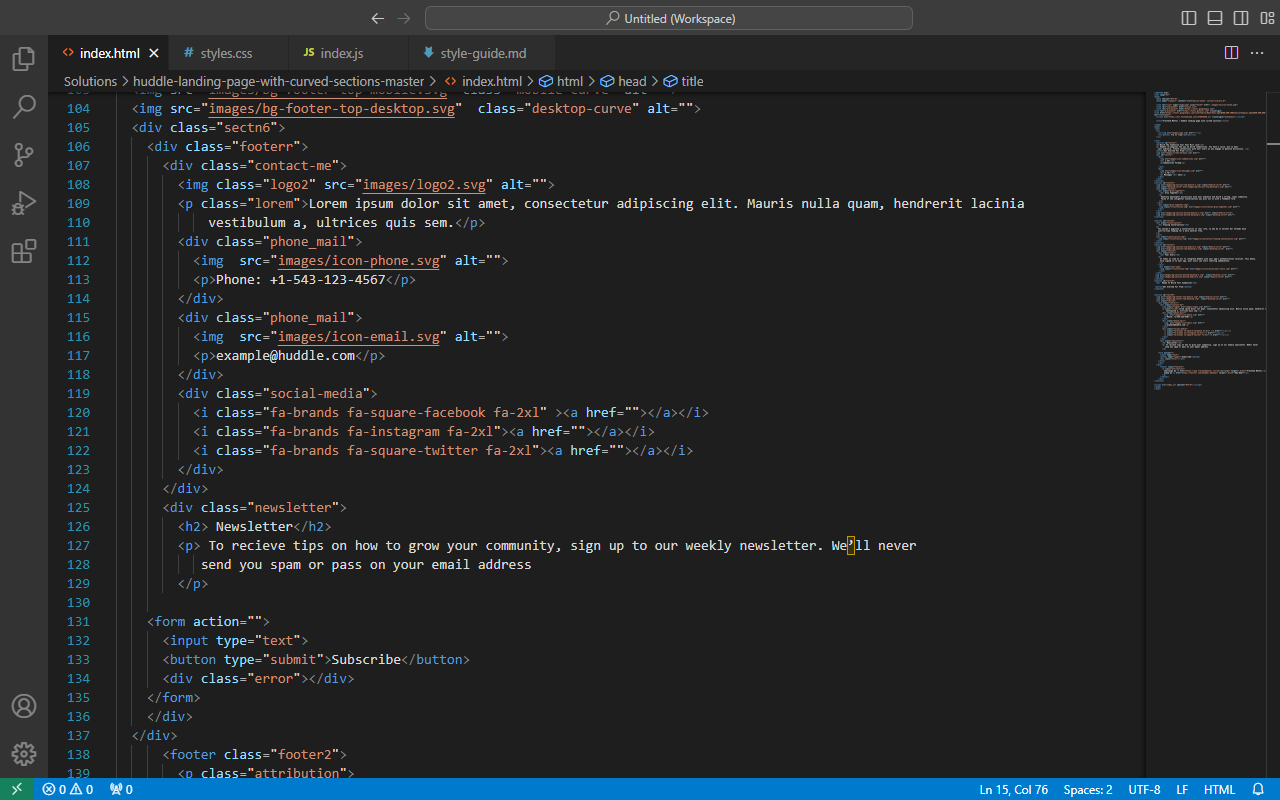 Untitled (Workspace)
index.html
styles.css
index.js
style-guide.md
Solutions > huddle-landing-page-with-curved-sections-master > index.html > html > head > title
104 <img src="images/bg-footer-top-desktop.svg"  class="desktop-curve" alt="">
105 <div class="sectn6">
106 <div class="footerr">
107 <div class="contact-me">
108 <img class="logo2" src="images/logo2.svg" alt="">
109 <p class="lorem">Lorem ipsum dolor sit amet, consectetur adipiscing elit. Mauris nulla quam, hendrerit lacinia
110 vestibulum a, ultrices quis sem.</p>
111 <div class="phone_mail">
112 <img  src="images/icon-phone.svg" alt="">
113 <p>Phone: +1-543-123-4567</p>
114 </div>
115 <div class="phone_mail">
116 <img  src="images/icon-email.svg" alt="">
117 <p>example@huddle.com</p>
118 </div>
119 <div class="social-media">
120 <i class="fa-brands fa-square-facebook fa-2xl" ><a href=""></a></i>
121 <i class="fa-brands fa-instagram fa-2xl"><a href=""></a></i>
122 <i class="fa-brands fa-square-twitter fa-2xl"><a href=""></a></i>
123 </div>
124 </div>
125 <div class="newsletter">
126 <h2> Newsletter</h2>
127 <p> To recieve tips on how to grow your community, sign up to our weekly newsletter. We’ll never
128 send you spam or pass on your email address
129 </p>
130
131 <form action="">
132 <input type="text">
133 <button type="submit">Subscribe</button>
134 <div class="error"></div>
135 </form>
136 </div>
137 </div>
138 <footer class="footer2">
139 <p class="attribution">
0 0 0
Ln 15, Col 76
Spaces: 2
UTF-8
LF
HTML